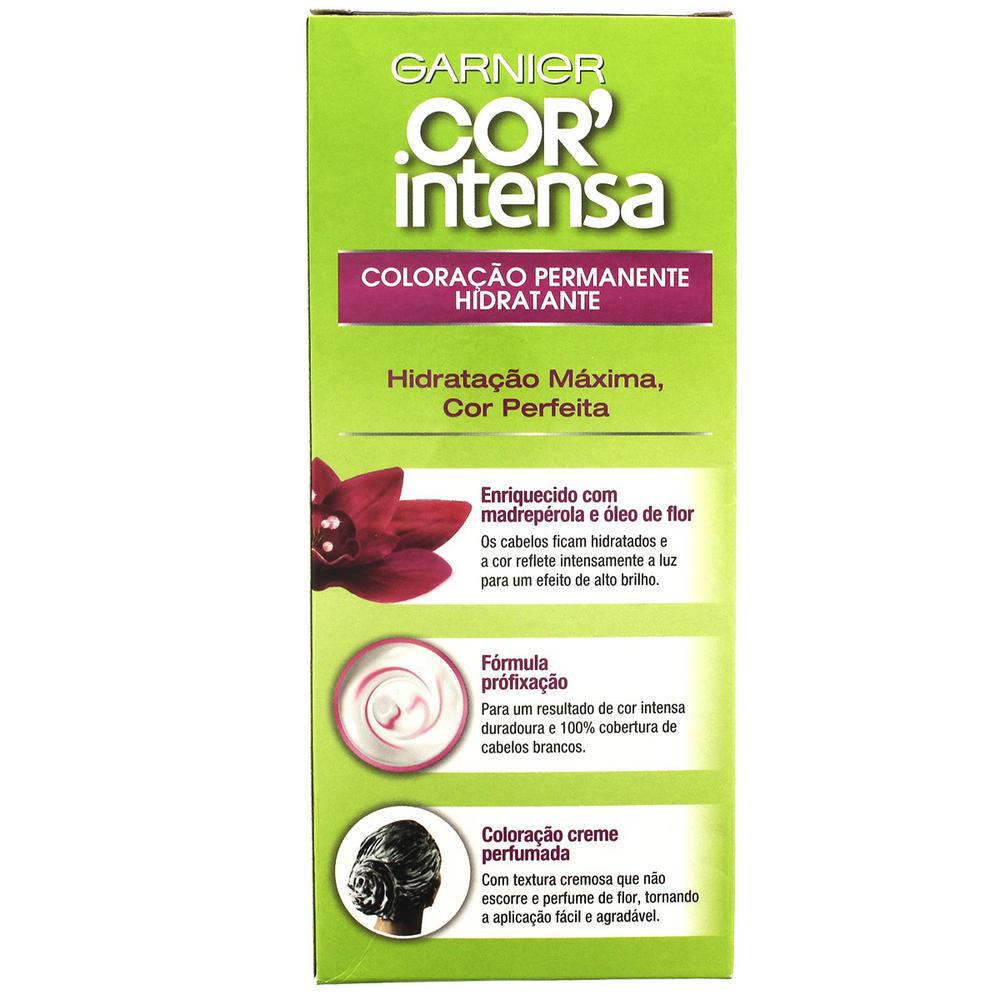 GARNIER
COR'
intensa
COLORAÇÃO PERMANENTE
HIDRATANTE
Hidratação Máxima,
Cor Perfeita
Enriquecido com
madrepérola e óleo de flor
Os cabelos ficam hidratados e
a cor reflete intensamente a luz
para um efeito de alto brilho.
Fórmula
prófixação
Para um resultado de cor intensa
duradoura e 100% cobertura de
cabelos brancos.
Coloração creme
perfumada
Com textura cremosa que não
escorre e perfume de flor, tornando
a aplicação fácil e agradável.